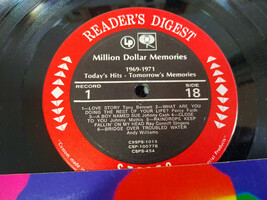 READER'S DIGEST
Million Dollar Memories
1969-1971
Today's Hits - Tomorrow's Memories
RECORD
1
SIDE
18
1-LOVE STORY Tony Bennett 2-WHAT ARE YOU
DOING THE REST OF YOUR LIFE? Percy Faith
3-A BOY NAMED SUE Johnny Cash 4-CLOSE
TO YOU Johnny Mathis 5-RAINDROPS KEEP
FALLIN' ON MY HEAD Ray Conniff Singers
6-BRIDGE OVER TROUBLED WATER
Andy Williams
STEREO